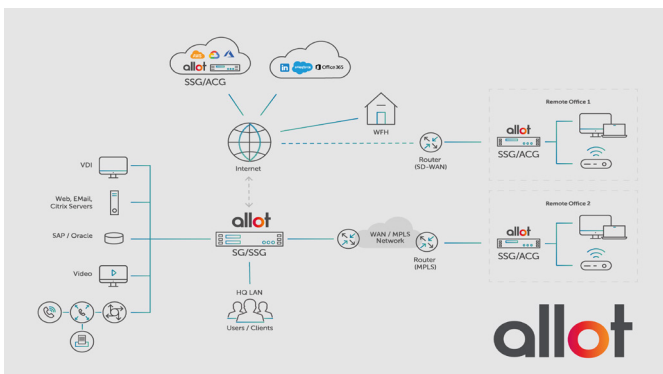 aws
allot
SSG/ACG
in
salesforce
Office 365
WFH
Internet
Router
(SD-WAN)
Remote Office 1
allot
SSG/ACG
VDI
Web, EMail,
Citrix Servers
SAP / Oracle
Video
allot
SG/SSG
HQ LAN
Users / Clients
WAN / MPLS
Network
Router
(MPLS)
Remote Office 2
allot
SSG/ACG
allot